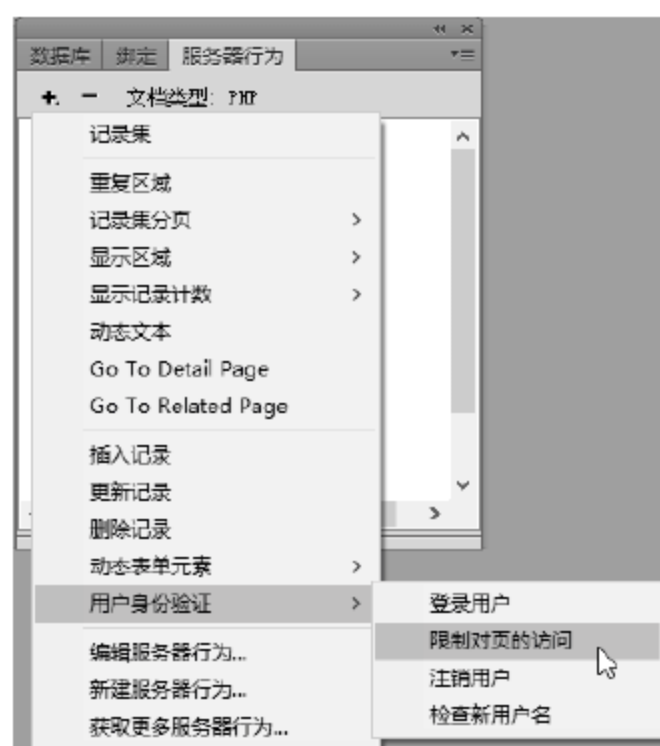 数据库 绑定 服务器行为
文档类型: PHP
记录集
重复区域
记录集分页
显示区域
显示记录计数
动态文本
Go To Detail Page
Go To Related Page
插入记录
更新记录
删除记录
动态表单元素
用户身份验证
登录用户
限制对页的访问
注销用户
检查新用户名
编辑服务器行为...
新建服务器行为...
获取更多服务器行为...